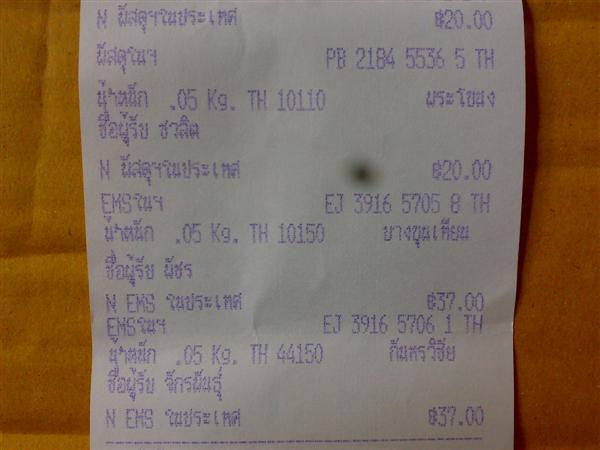 N พัสดุฯในประเทศ ฿20.00
พัสดุในฯ PB 2184 5536 5 TH
น้ำหนัก .05 Kg. TH 10110 พระโขนง
ชื่อผู้รับ ชวลิต
N พัสดุฯในประเทศ ฿20.00
EMSในฯ EJ 3916 5705 8 TH
น้ำหนัก .05 Kg. TH 10150 บางขุนเทียน
ชื่อผู้รับ พัชร
N EMS ในประเทศ ฿37.00
EMSในฯ EJ 3916 5706 1 TH
น้ำหนัก .05 Kg. TH 44150 กันทรวิชัย
ชื่อผู้รับ จักรพันธุ์
N EMS ในประเทศ ฿37.00